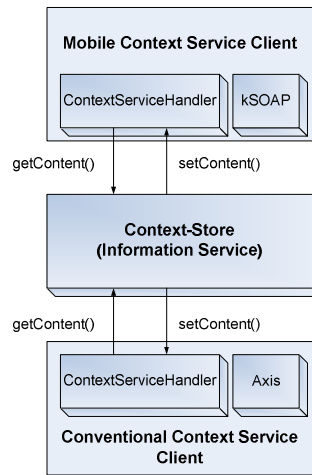 Mobile Context Service Client
ContextServiceHandler
kSOAP
getContent()
setContent()
Context-Store
(Information Service)
getContent()
setContent()
ContextServiceHandler
Axis
Conventional Context Service
Client